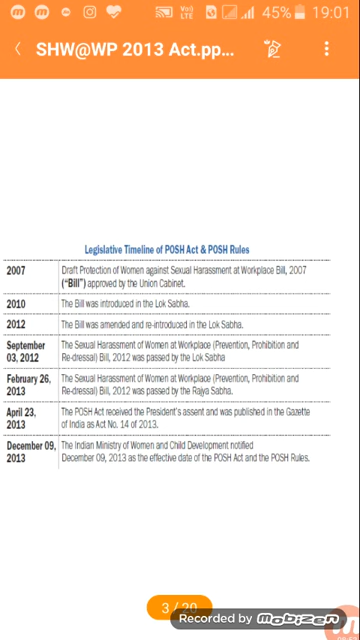 45% 19:01
SHW@WP 2013 Act.pp...
Legislative Timeline of POSH Act & POSH Rules
2007 Draft Protection of Women against Sexual Harassment at Workplace Bill, 2007
("Bill") approved by the Union Cabinet.
2010 The Bill was introduced in the Lok Sabha.
2012 The Bill was amended and re-introduced in the Lok Sabha.
September The Sexual Harassment of Women at Workplace (Prevention, Prohibition and
03, 2012 Re-dressal) Bill, 2012 was passed by the Lok Sabha
February 26, The Sexual Harassment of Women at Workplace (Prevention, Prohibition and
2013 Re-dressal) Bill, 2012 was passed by the Rajya Sabha.
April 23, The POSH Act received the President's assent and was published in the Gazette
2013 of India as Act No. 14 of 2013.
December 09, The Indian Ministry of Women and Child Development notified
2013 December 09, 2013 as the effective date of the POSH Act and the POSH Rules.
3 / 20
Recorded by Mobizen